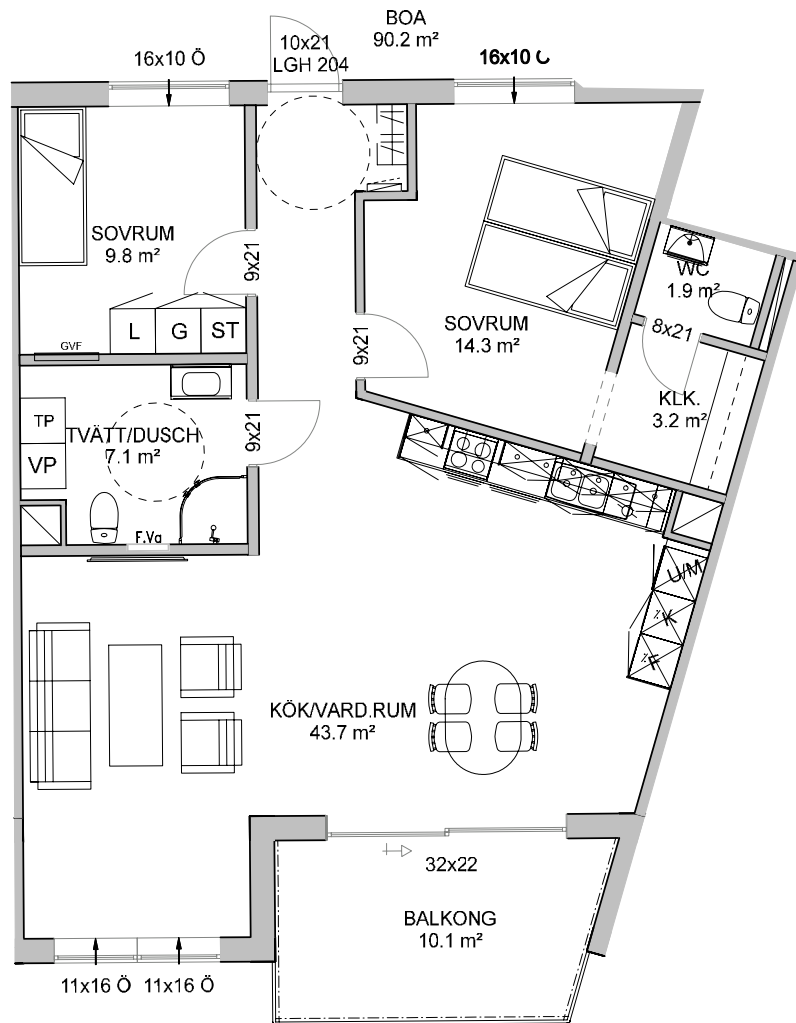 BOA
90.2 m²
16x10 Ö
10x21
LGH 204
16x10 Ö
SOVRUM
9.8 m²
9x21
WC
1.9 m²
8x21
SOVRUM
14.3 m²
L G ST
GVF
9x21
KLK.
3.2 m²
TP
VP
TVÄTT/DUSCH
7.1 m²
9x21
F.Va
U/M
K
F
KÖK/VARD.RUM
43.7 m²
32x22
BALKONG
10.1 m²
11x16 Ö 11x16 Ö